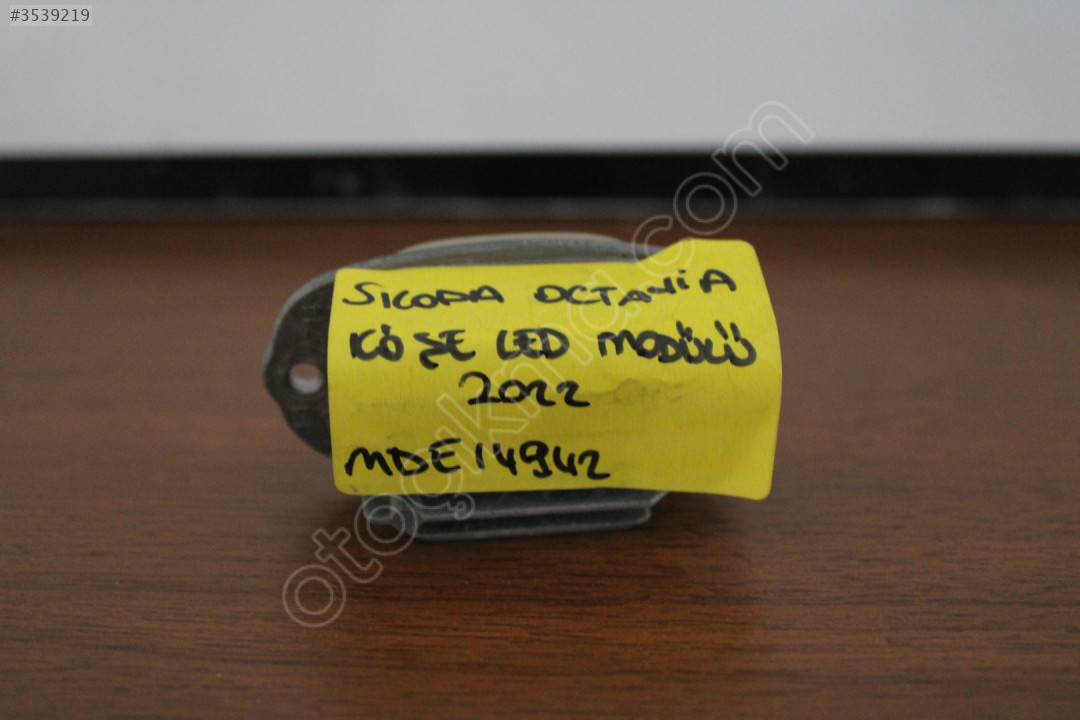 #3539219
SKODA OCTAViA
KÖŞE LED MODÜLÜ
2022
MDE14942
otoçıkma.com